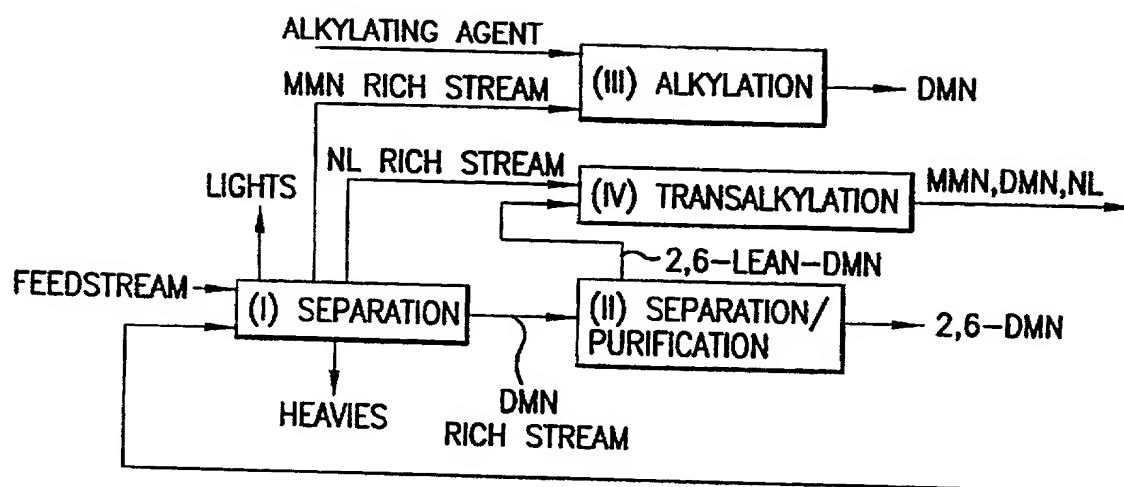 ALKYLATING AGENT
(III) ALKYLATION
DMN
MMN RICH STREAM
NL RICH STREAM
(IV) TRANSALKYLATION
MMN,DMN,NL
LIGHTS
2,6-LEAN-DMN
FEEDSTREAM
(I) SEPARATION
(II) SEPARATION/
PURIFICATION
2,6-DMN
HEAVIES
DMN
RICH STREAM